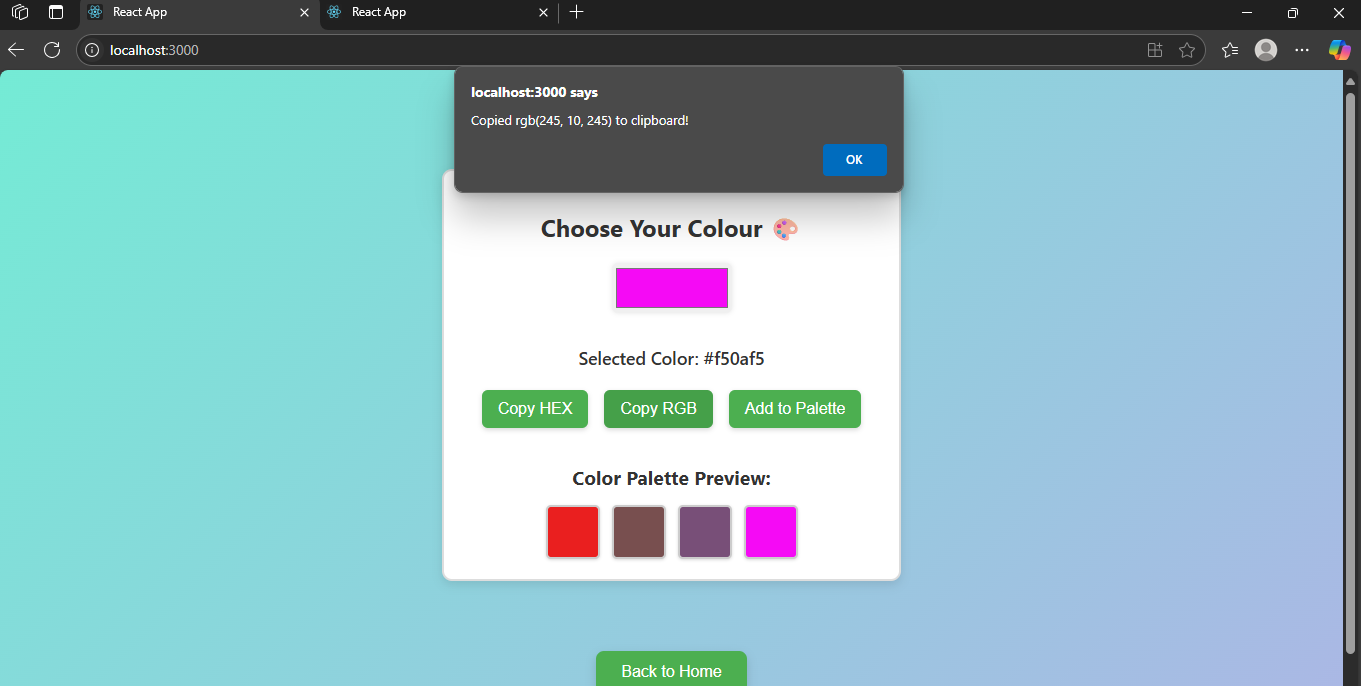 React App
React App
localhost:3000
localhost:3000 says
Copied rgb(245, 10, 245) to clipboard!
OK
Choose Your Colour
Selected Color: #f50af5
Copy HEX
Copy RGB
Add to Palette
Color Palette Preview:
Back to Home